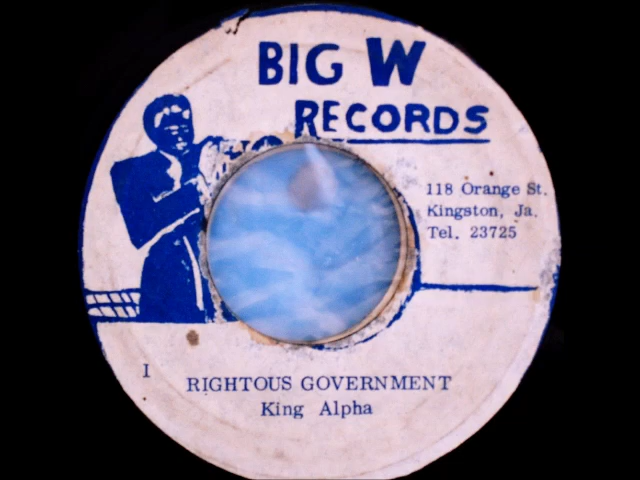 BIG W
RECORDS
118 Orange St.
Kingston, Ja.
Tel. 23725
I
RIGHTOUS GOVERNMENT
King Alpha